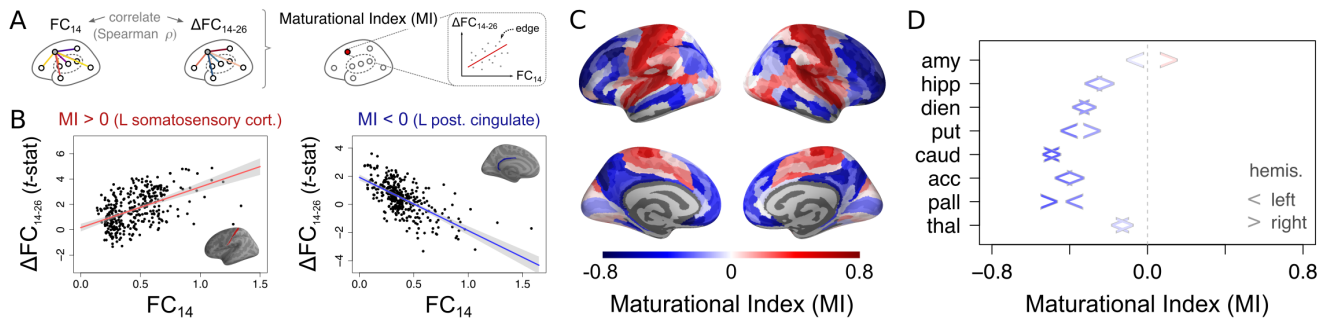 A
correlate
(Spearman ρ)
FC14
ΔFC14-26
Maturational Index (MI)
ΔFC14-26
edge
FC14
B
MI > 0 (L somatosensory cort.)
ΔFC14-26 (t-stat)
6
4
2
0
-2
0.0 0.5 1.0 1.5
FC14
MI < 0 (L post. cingulate)
ΔFC14-26 (t-stat)
4
2
0
-2
-4
0.0 0.5 1.0 1.5
FC14
C
-0.8 0 0.8
Maturational Index (MI)
D
amy
hipp
dien
put
caud
acc
pall
thal
hemis.
< left
> right
−0.8 0.0 0.8
Maturational Index (MI)